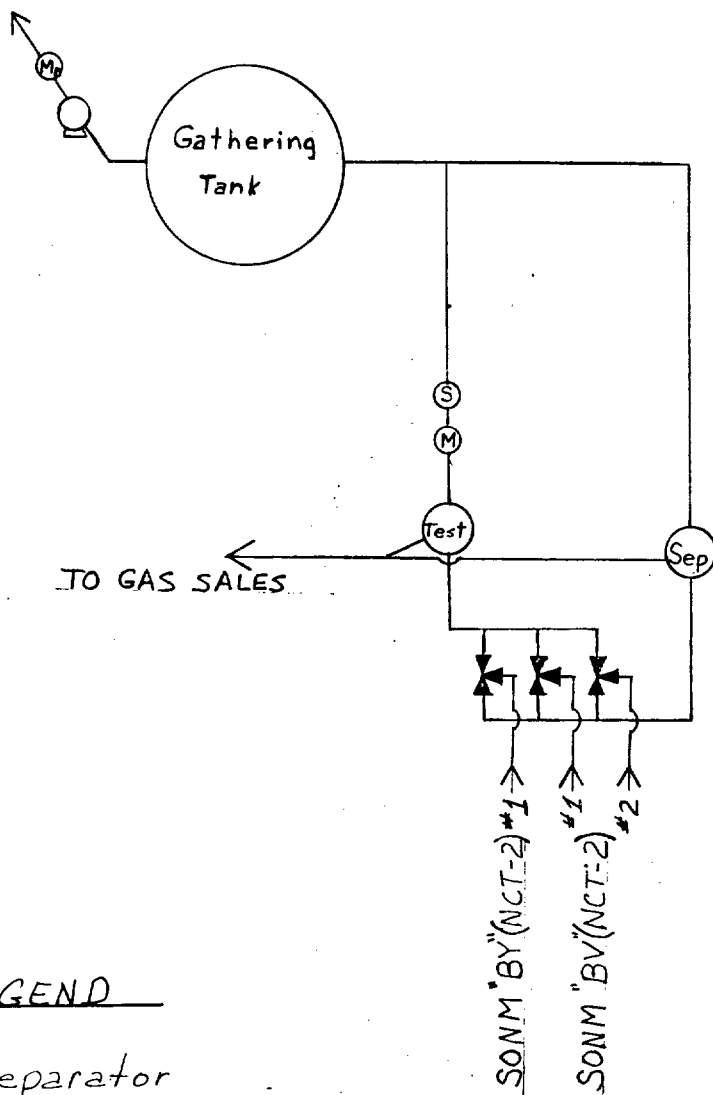 Mp
Gathering
Tank
S
M
Test
Sep
TO GAS SALES
SONM "BY" (NCT-2) #1
#1
SONM "BV" (NCT-2)
#2
GEND
eparator